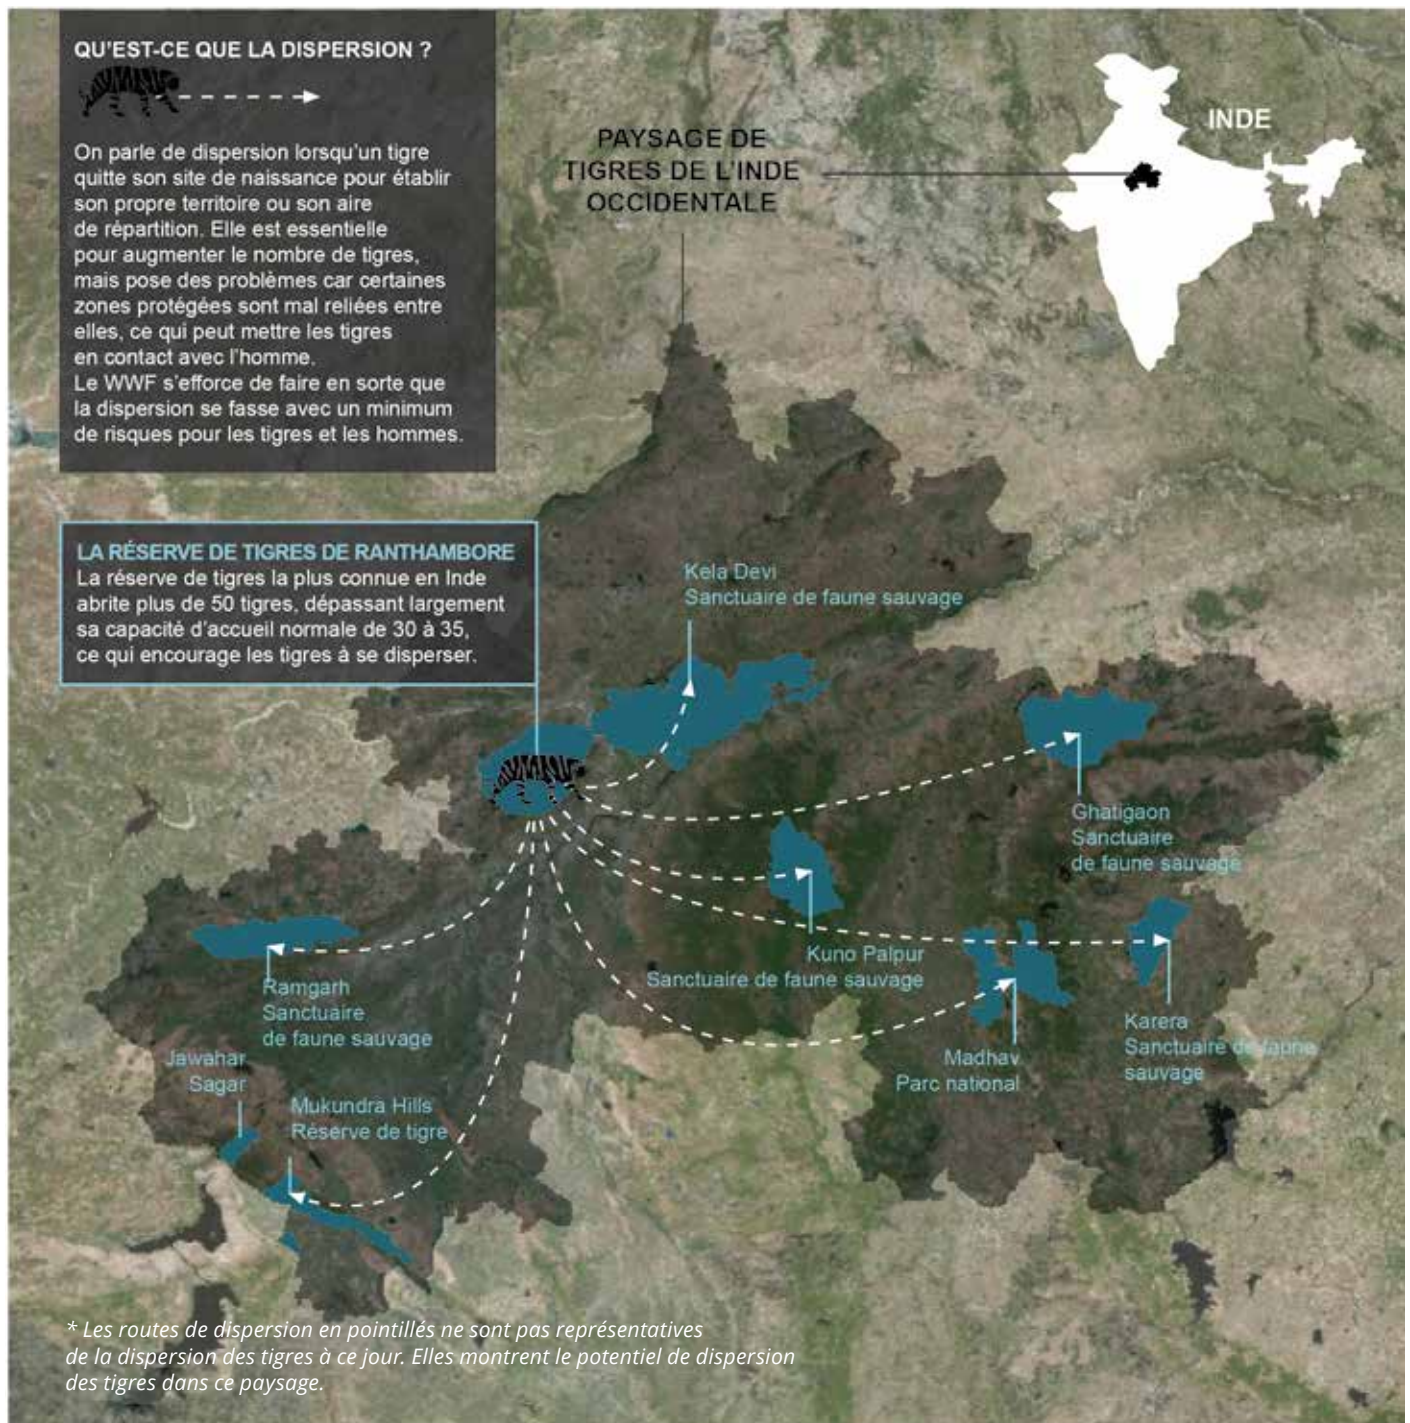 QU'EST-CE QUE LA DISPERSION ?
On parle de dispersion lorsqu'un tigre
quitte son site de naissance pour établir
son propre territoire ou son aire
de répartition. Elle est essentielle
pour augmenter le nombre de tigres,
mais pose des problèmes car certaines
zones protégées sont mal reliées entre
elles, ce qui peut mettre les tigres
en contact avec l'homme.
Le WWF s'efforce de faire en sorte que
la dispersion se fasse avec un minimum
de risques pour les tigres et les hommes.
PAYSAGE DE
TIGRES DE L'INDE
OCCIDENTALE
INDE
LA RÉSERVE DE TIGRES DE RANTHAMBORE
La réserve de tigres la plus connue en Inde
abrite plus de 50 tigres, dépassant largement
sa capacité d'accueil normale de 30 à 35,
ce qui encourage les tigres à se disperser.
Kela Devi
Sanctuaire de faune sauvage
Ghatigaon
Sanctuaire
de faune sauvage
Kuno Palpur
Sanctuaire de faune sauvage
Ramgarh
Sanctuaire
de faune sauvage
Karera
Sanctuaire de faune
sauvage
Madhav
Parc national
Jawahar
Sagar
Mukundra Hills
Réserve de tigre
* Les routes de dispersion en pointillés ne sont pas représentatives
de la dispersion des tigres à ce jour. Elles montrent le potentiel de dispersion
des tigres dans ce paysage.